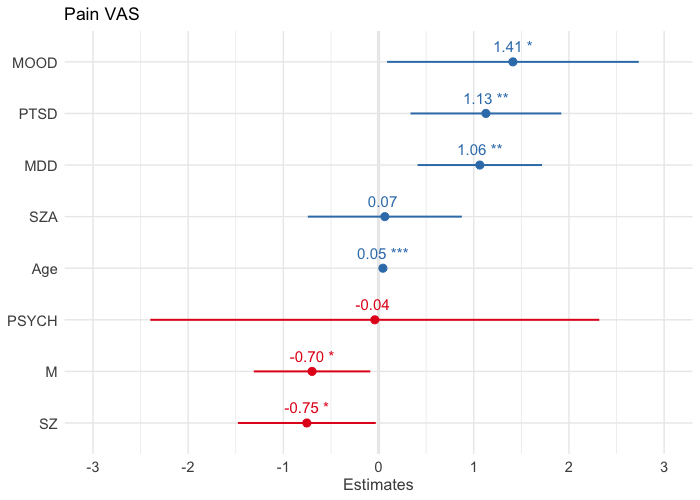 Pain VAS
MOOD
1.41 *
PTSD
1.13 **
MDD
1.06 **
SZA
0.07
Age
0.05 ***
PSYCH
-0.04
M
-0.70 *
SZ
-0.75 *
-3 -2 -1 0 1 2 3
Estimates